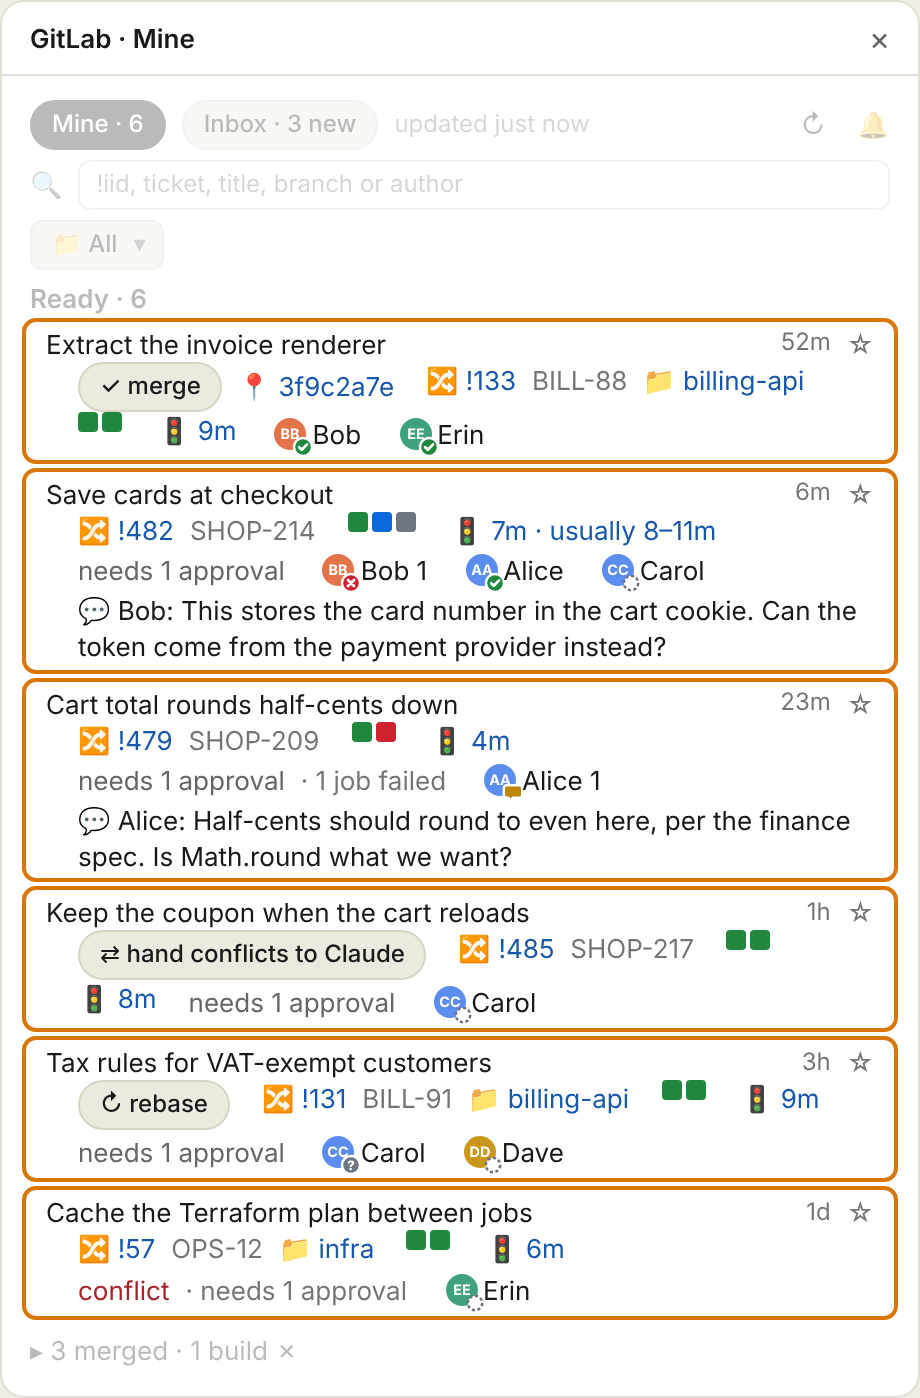 GitLab · Mine ×
Mine · 6 Inbox · 3 new updated just now ↻
!iid, ticket, title, branch or author
All ▾
Ready · 6
Extract the invoice renderer 52m ☆
✓ merge 3f9c2a7e !133 BILL-88 billing-api
9m BB Bob EE Erin
Save cards at checkout 6m ☆
!482 SHOP-214 7m · usually 8–11m
needs 1 approval BB Bob 1 AA Alice CC Carol
Bob: This stores the card number in the cart cookie. Can the
token come from the payment provider instead?
Cart total rounds half-cents down 23m ☆
!479 SHOP-209 4m
needs 1 approval · 1 job failed AA Alice 1
Alice: Half-cents should round to even here, per the finance
spec. Is Math.round what we want?
Keep the coupon when the cart reloads 1h ☆
⇄ hand conflicts to Claude !485 SHOP-217
8m needs 1 approval CC Carol
Tax rules for VAT-exempt customers 3h ☆
↻ rebase !131 BILL-91 billing-api 9m
needs 1 approval CC ? Carol DD Dave
Cache the Terraform plan between jobs 1d ☆
!57 OPS-12 infra 6m
conflict · needs 1 approval EE Erin
▸ 3 merged · 1 build ×